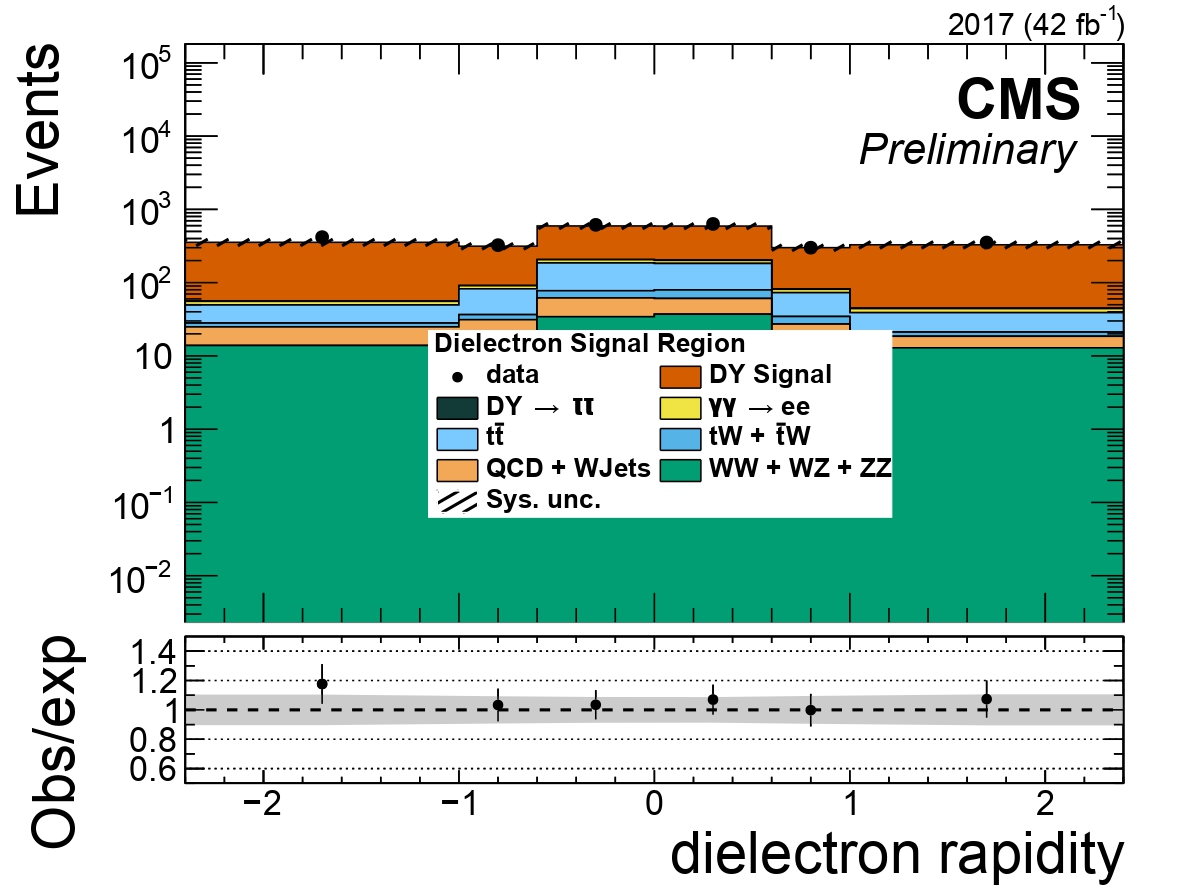 2017 (42 fb⁻¹)
Events
10⁵
10⁴
10³
10²
10
1
10⁻¹
10⁻²
CMS
Preliminary
Dielectron Signal Region
data
DY Signal
DY → ττ
γγ → ee
tt̄
tW + t̄W
QCD + WJets
WW + WZ + ZZ
Sys. unc.
Obs/exp
1.4
1.2
1
0.8
0.6
−2 −1 0 1 2
dielectron rapidity